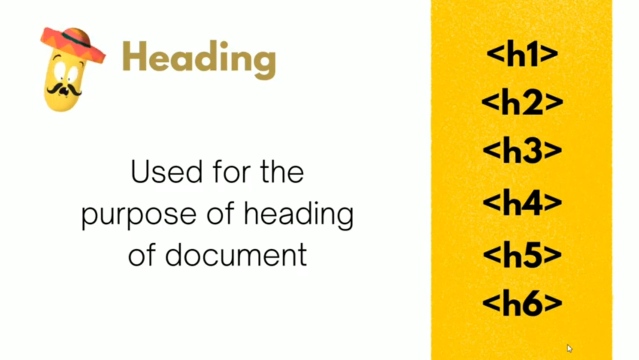 Heading
Used for the
purpose of heading
of document
<h1>
<h2>
<h3>
<h4>
<h5>
<h6>